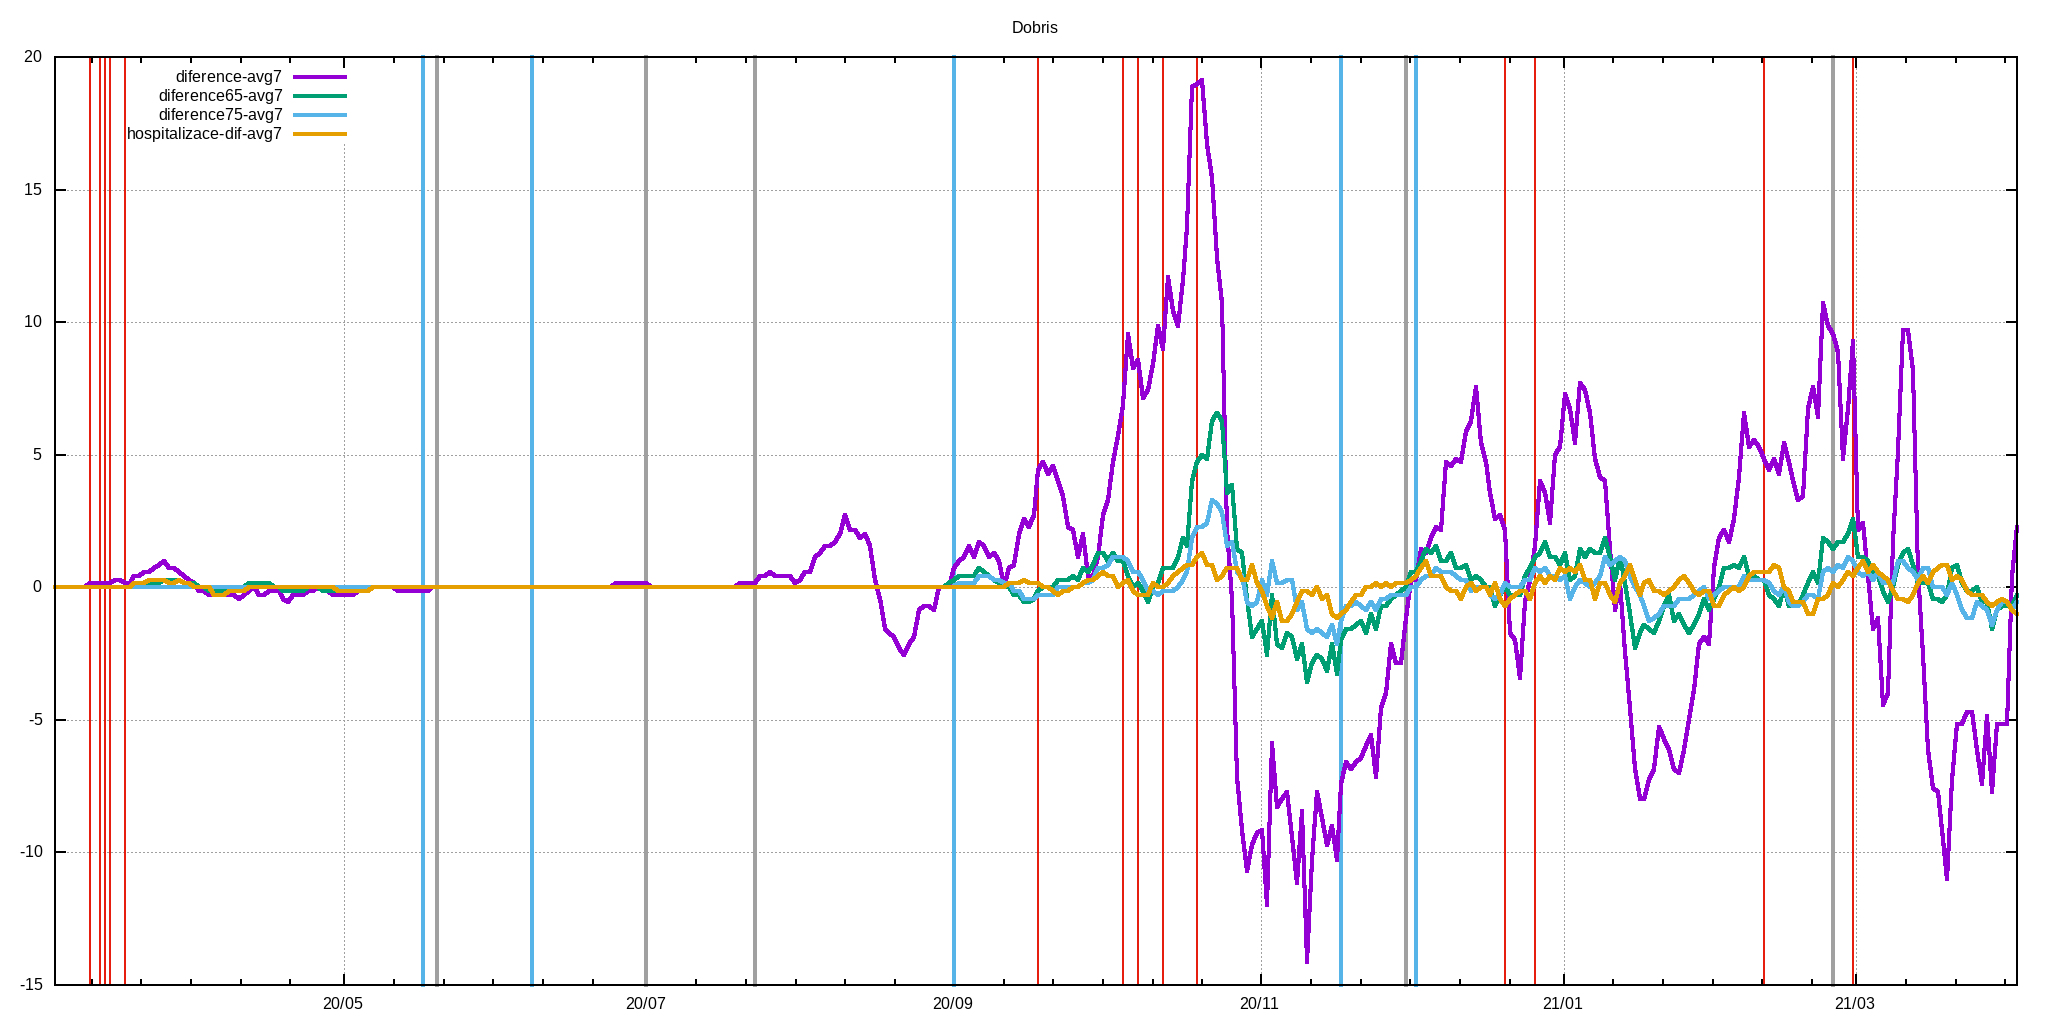 Dobris
20
diference-avg7
diference65-avg7
diference75-avg7
hospitalizace-dif-avg7
15
10
5
0
-5
-10
-15
20/05 20/07 20/09 20/11 21/01 21/03